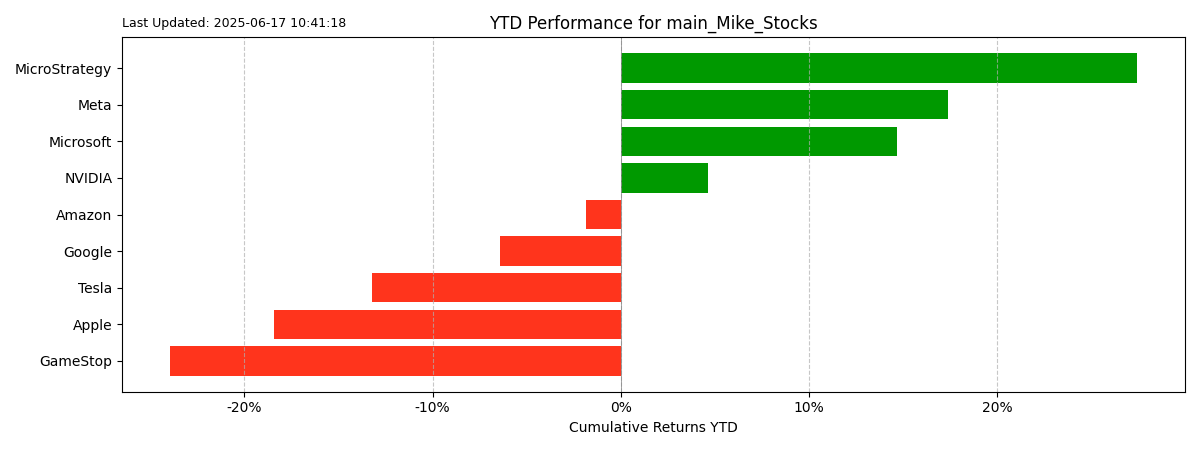 Last Updated: 2025-06-17 10:41:18
YTD Performance for main_Mike_Stocks
MicroStrategy
Meta
Microsoft
NVIDIA
Amazon
Google
Tesla
Apple
GameStop
-20% -10% 0% 10% 20%
Cumulative Returns YTD